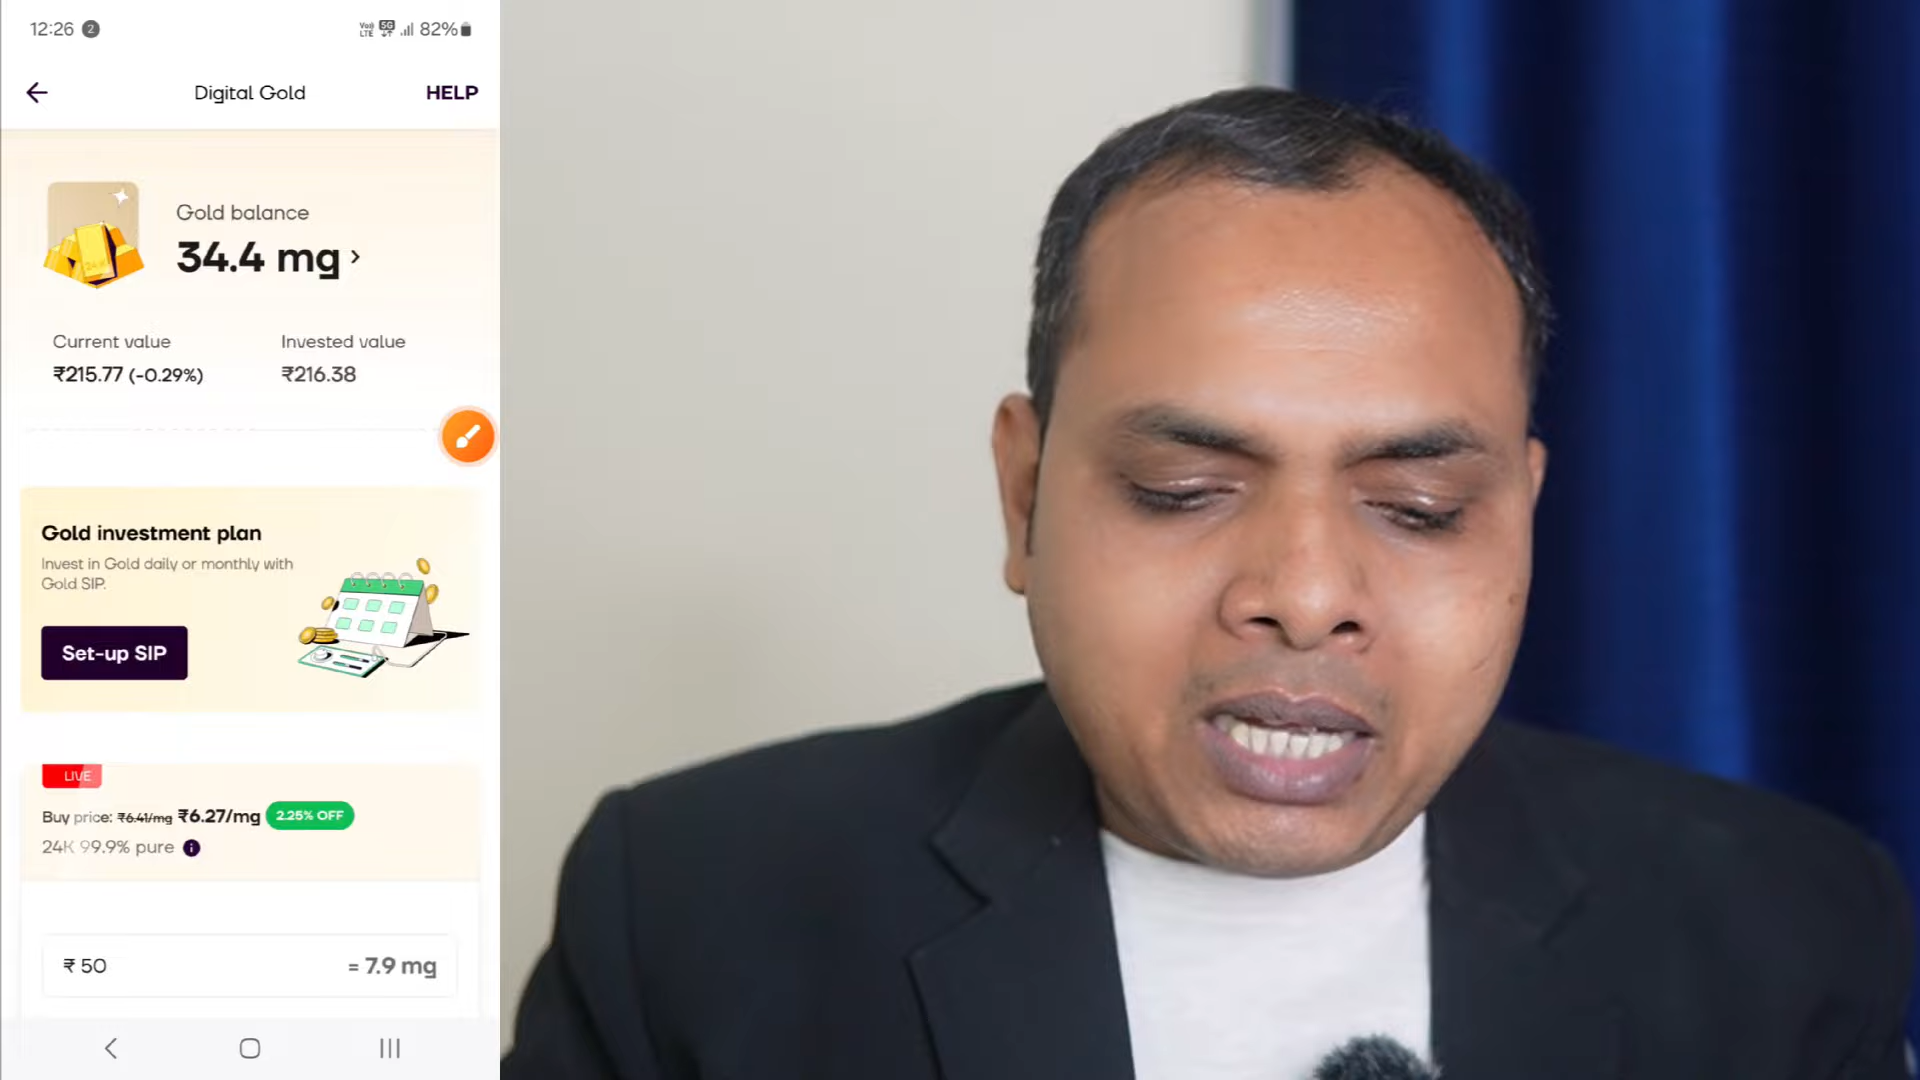 12:26 2
Vo) LTE 5G 82%
Digital Gold
HELP
Gold balance
34.4 mg ›
Current value
Invested value
₹215.77 (-0.29%)
₹216.38
Gold investment plan
Invest in Gold daily or monthly with
Gold SIP.
Set-up SIP
LIVE
Buy price: ₹6.41/mg ₹6.27/mg 2.25% OFF
24K 99.9% pure i
₹ 50
= 7.9 mg